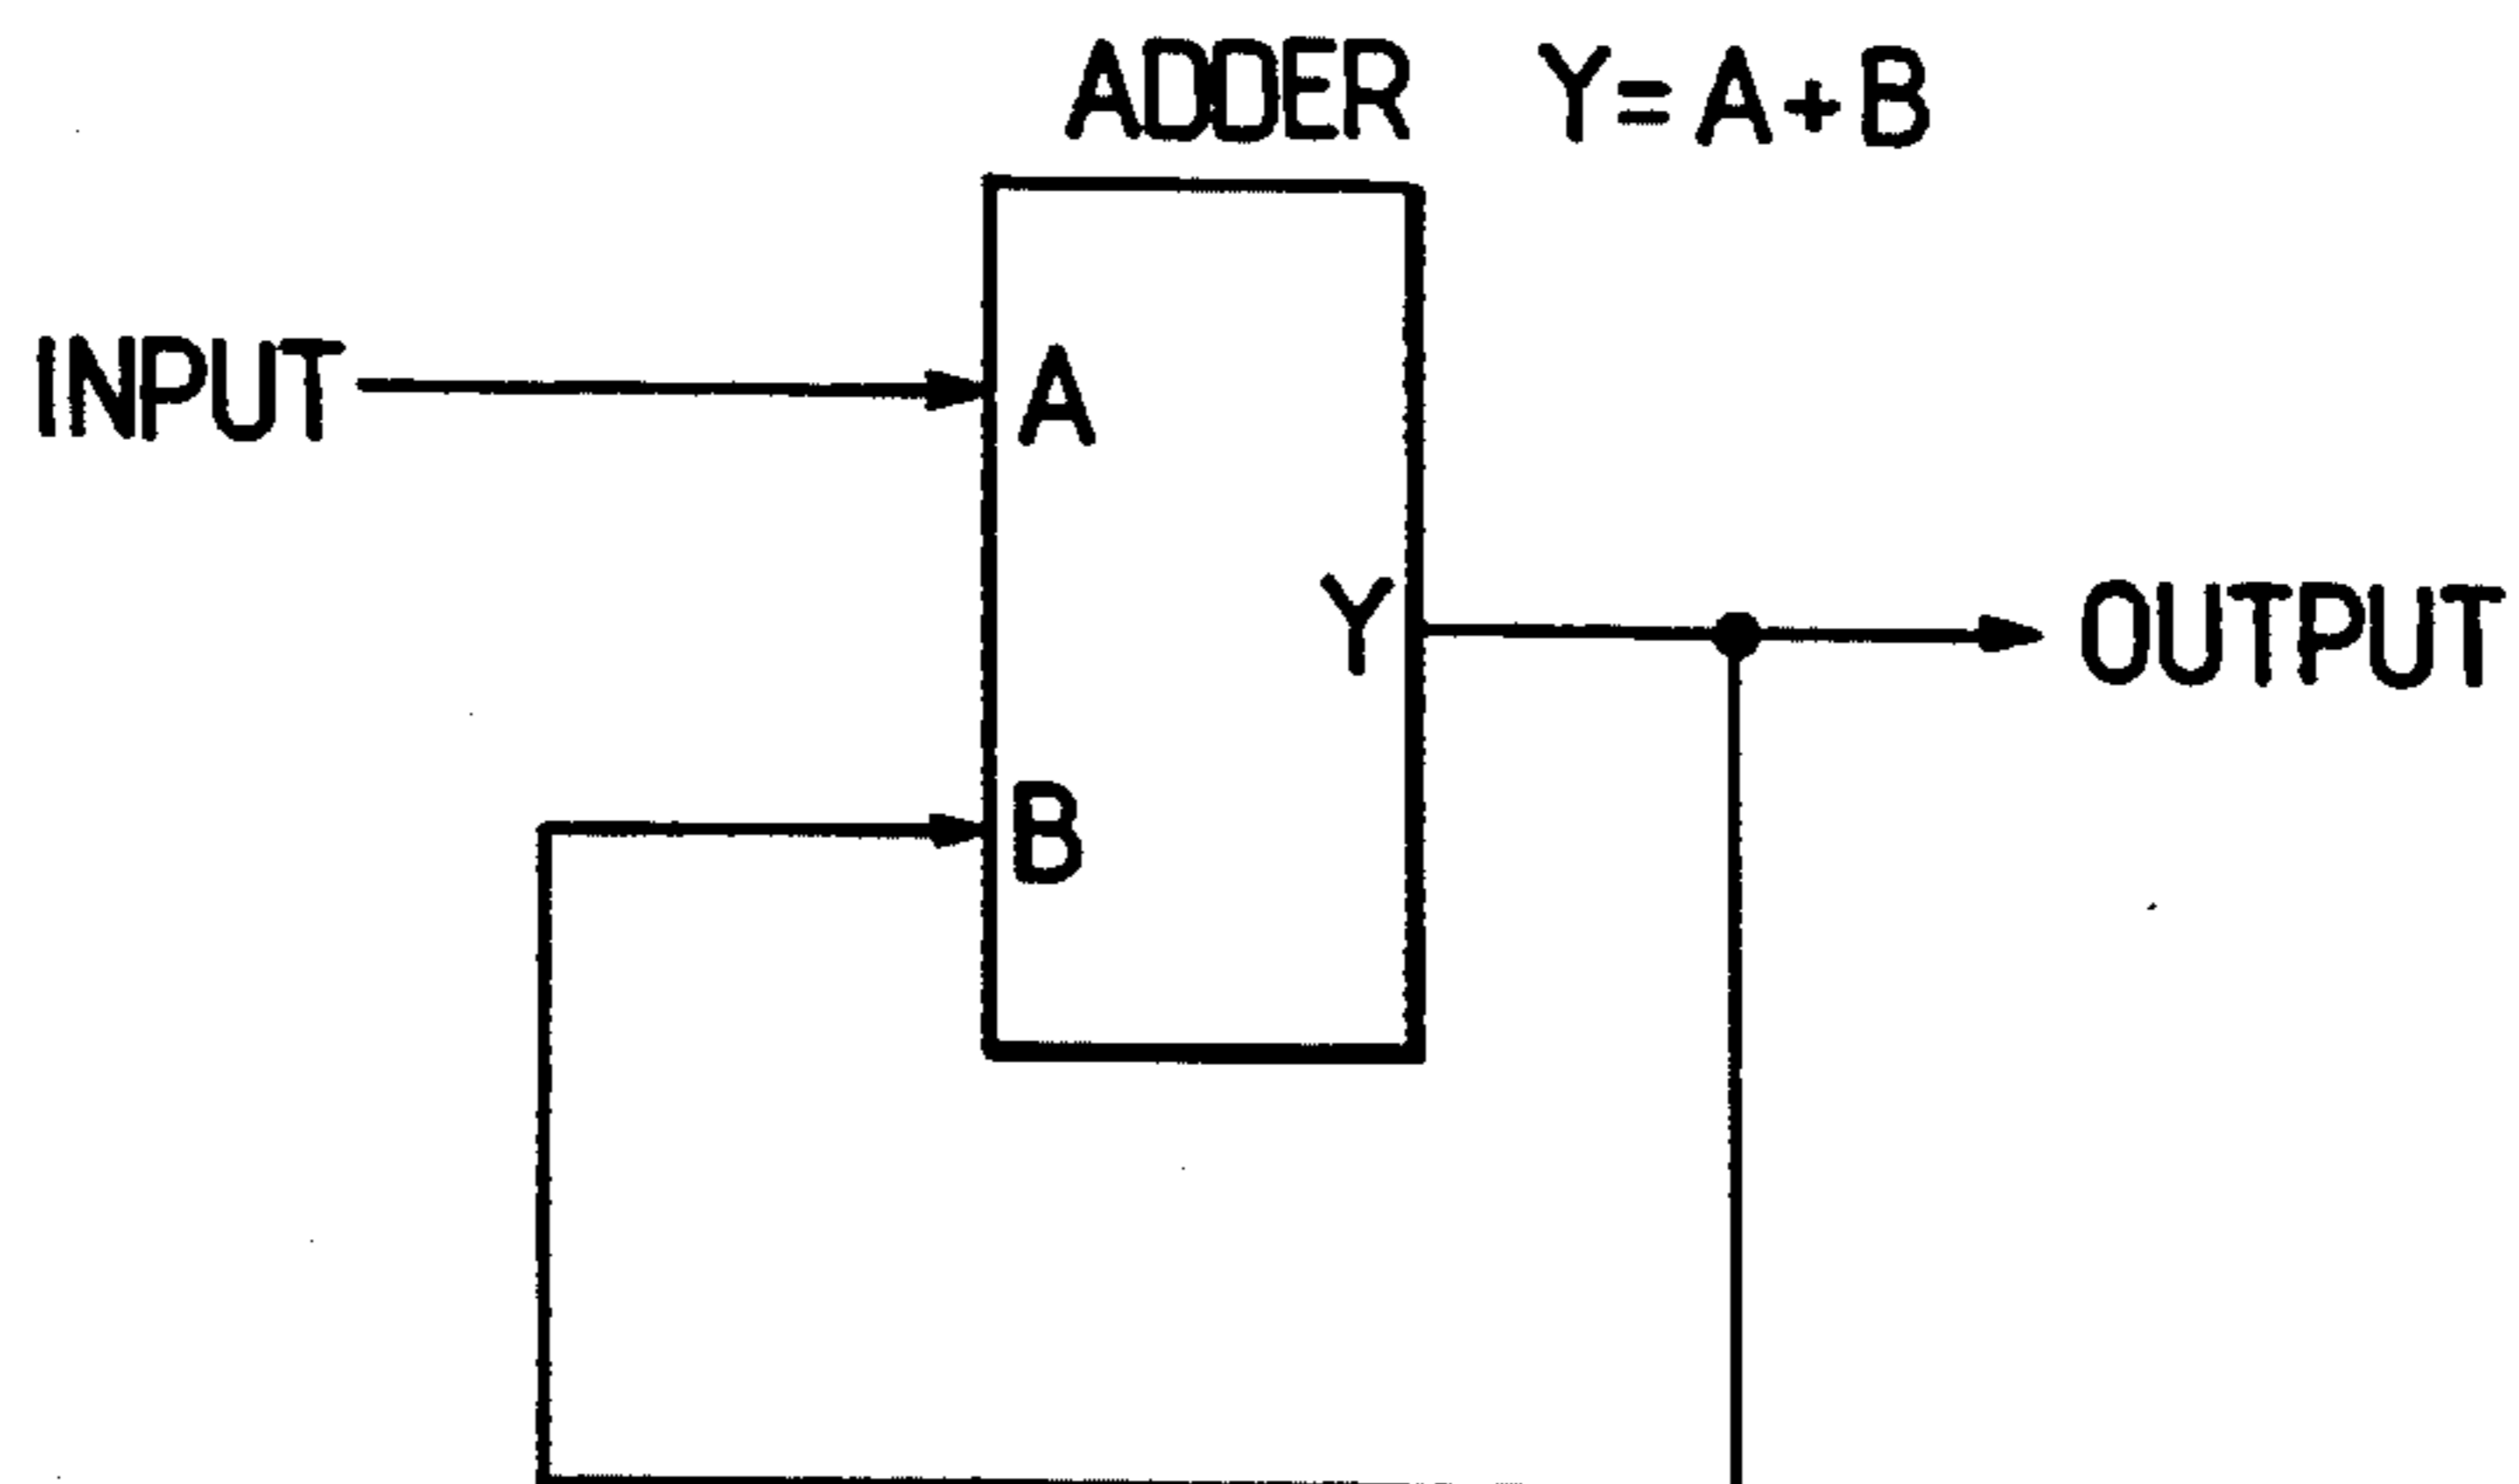 ADDER Y=A+B
INPUT
A
Y
OUTPUT
B